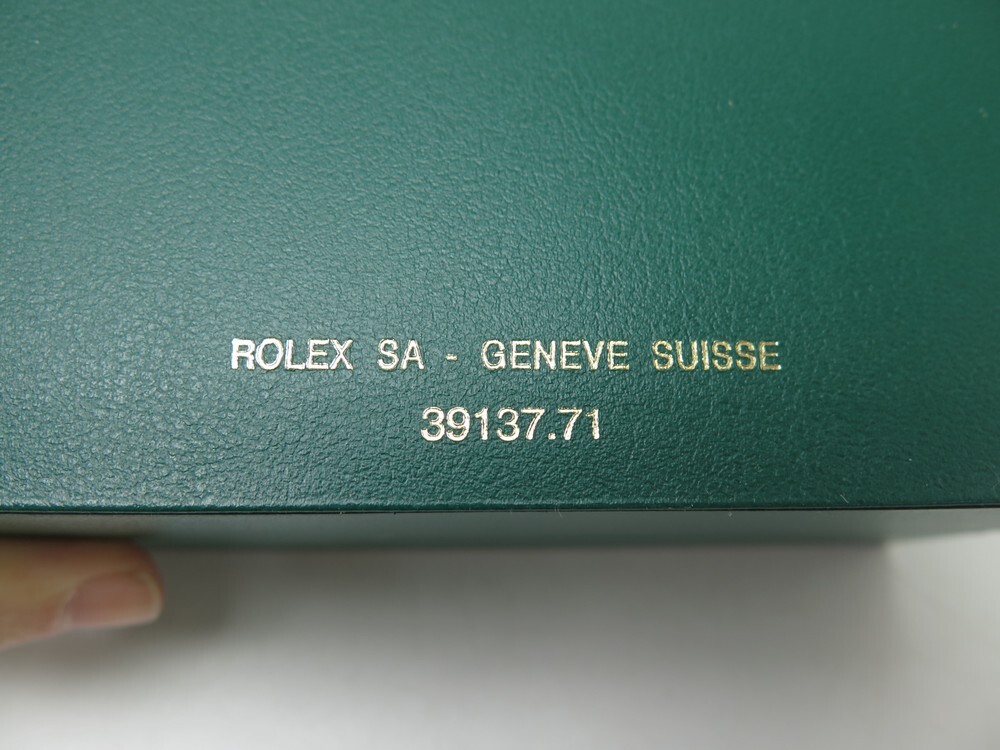 ROLEX SA - GENEVE SUISSE
39137.71